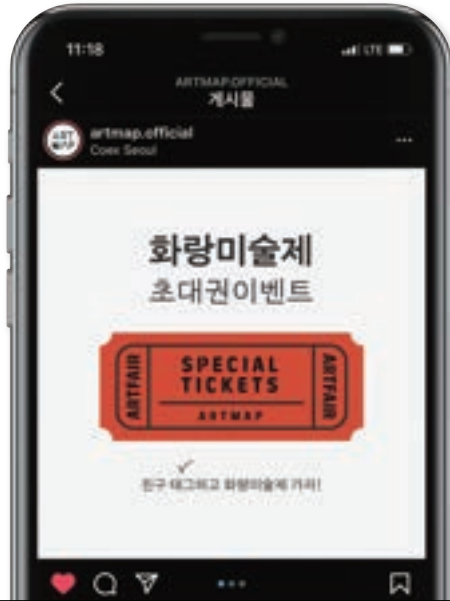 11:18
LTE
ARTMAP.OFFICIAL
게시물
ART
MAP
artmap.official
Coex Seoul
화랑미술제
초대권이벤트
ARTFAIR
SPECIAL
TICKETS
ARTMAP
ARTFAIR
친구 태그하고 화랑미술제 가자!